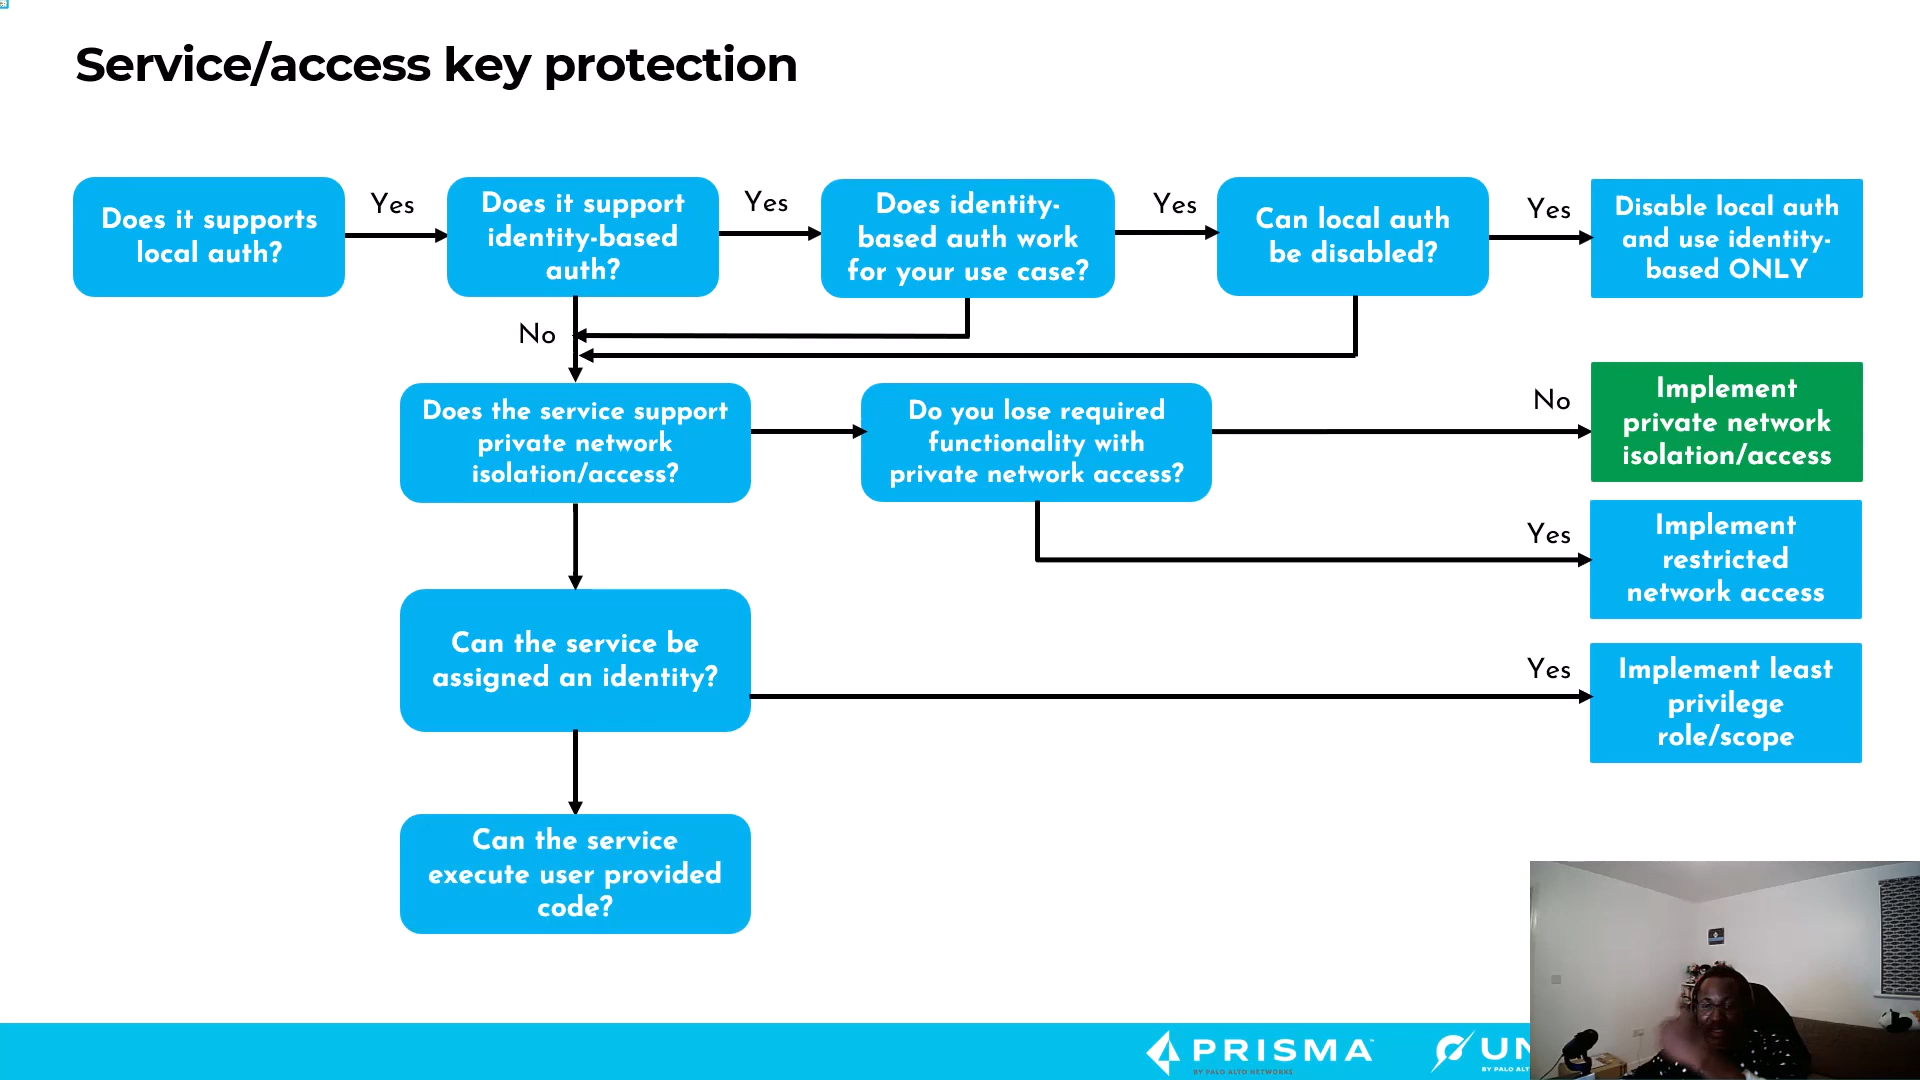 Service/access key protection
Does it supports
local auth?
Yes
Does it support
identity-based
auth?
Yes
Does identity-
based auth work
for your use case?
Yes
Can local auth
be disabled?
Yes
Disable local auth
and use identity-
based ONLY
No
Does the service support
private network
isolation/access?
Do you lose required
functionality with
private network access?
No
Implement
private network
isolation/access
Yes
Implement
restricted
network access
Can the service be
assigned an identity?
Yes
Implement least
privilege
role/scope
Can the service
execute user provided
code?
PRISMA
BY PALO ALTO NETWORKS
UN
BY PALO ALT